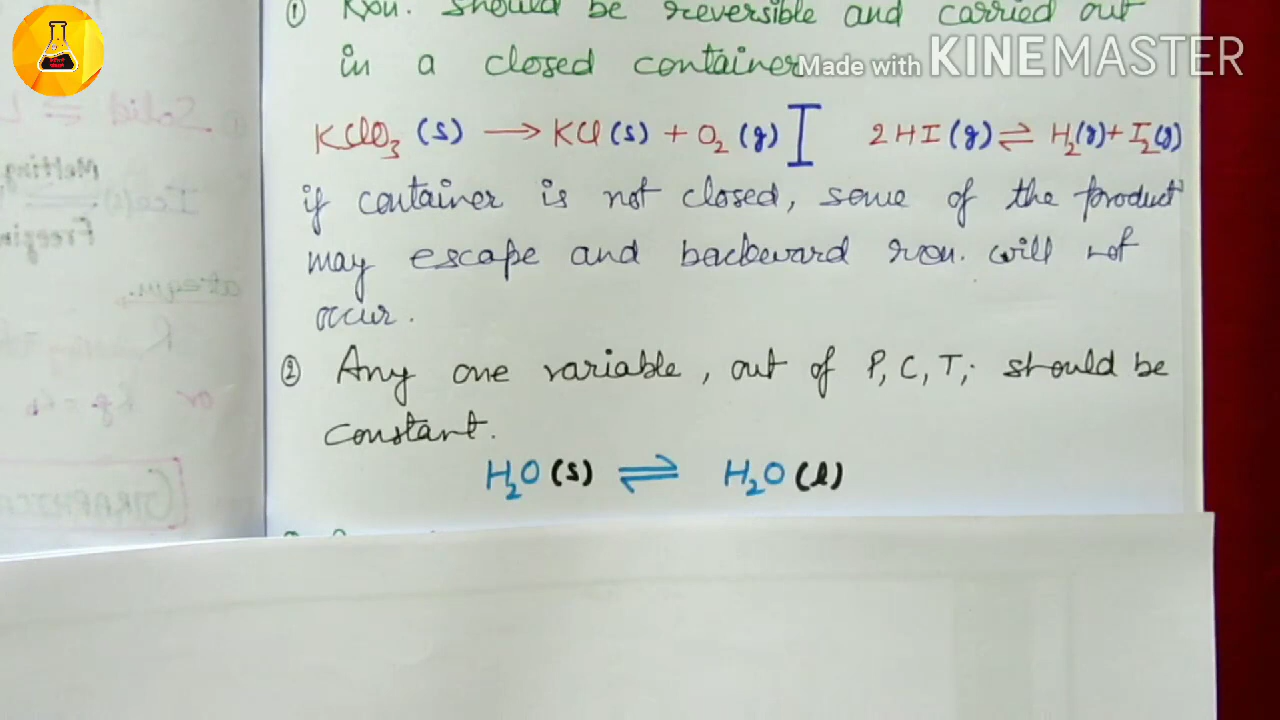 ① Rxn. should be reversible and carried out
in a closed container
Made with KINEMASTER
KClO₃ (s) → KCl (s) + O₂ (g) 2HI (g) ⇌ H₂(g) + I₂(g)
if container is not closed, some of the product
may escape and backward rxn. will not
occur.
② Any one variable, out of P, C, T, should be
constant.
H₂O (s) ⇌ H₂O (l)